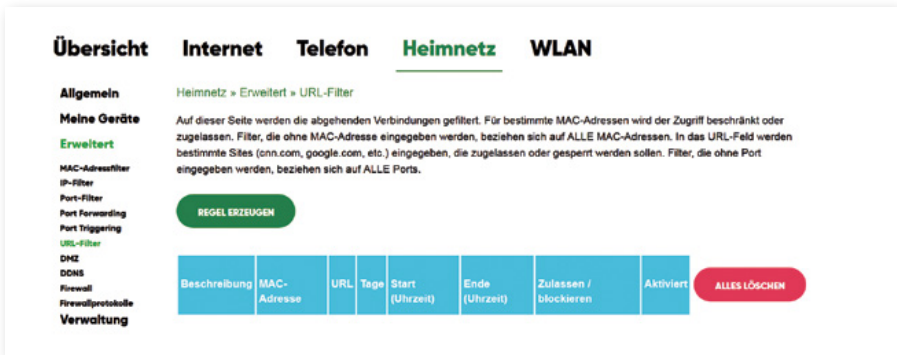 Übersicht Internet Telefon Heimnetz WLAN
Allgemein
Meine Geräte
Erweitert
MAC-Adressfilter
IP-Filter
Port-Filter
Port Forwarding
Port Triggering
URL-Filter
DMZ
DDNS
Firewall
Firewallprotokolle
Verwaltung
Heimnetz » Erweitert » URL-Filter
Auf dieser Seite werden die abgehenden Verbindungen gefiltert. Für bestimmte MAC-Adressen wird der Zugriff beschränkt oder
zugelassen. Filter, die ohne MAC-Adresse eingegeben werden, beziehen sich auf ALLE MAC-Adressen. In das URL-Feld werden
bestimmte Sites (cnn.com, google.com, etc.) eingegeben, die zugelassen oder gesperrt werden sollen. Filter, die ohne Port
eingegeben werden, beziehen sich auf ALLE Ports.
REGEL ERZEUGEN
Beschreibung MAC-Adresse URL Tage Start (Uhrzeit) Ende (Uhrzeit) Zulassen / blockieren Aktiviert ALLES LÖSCHEN